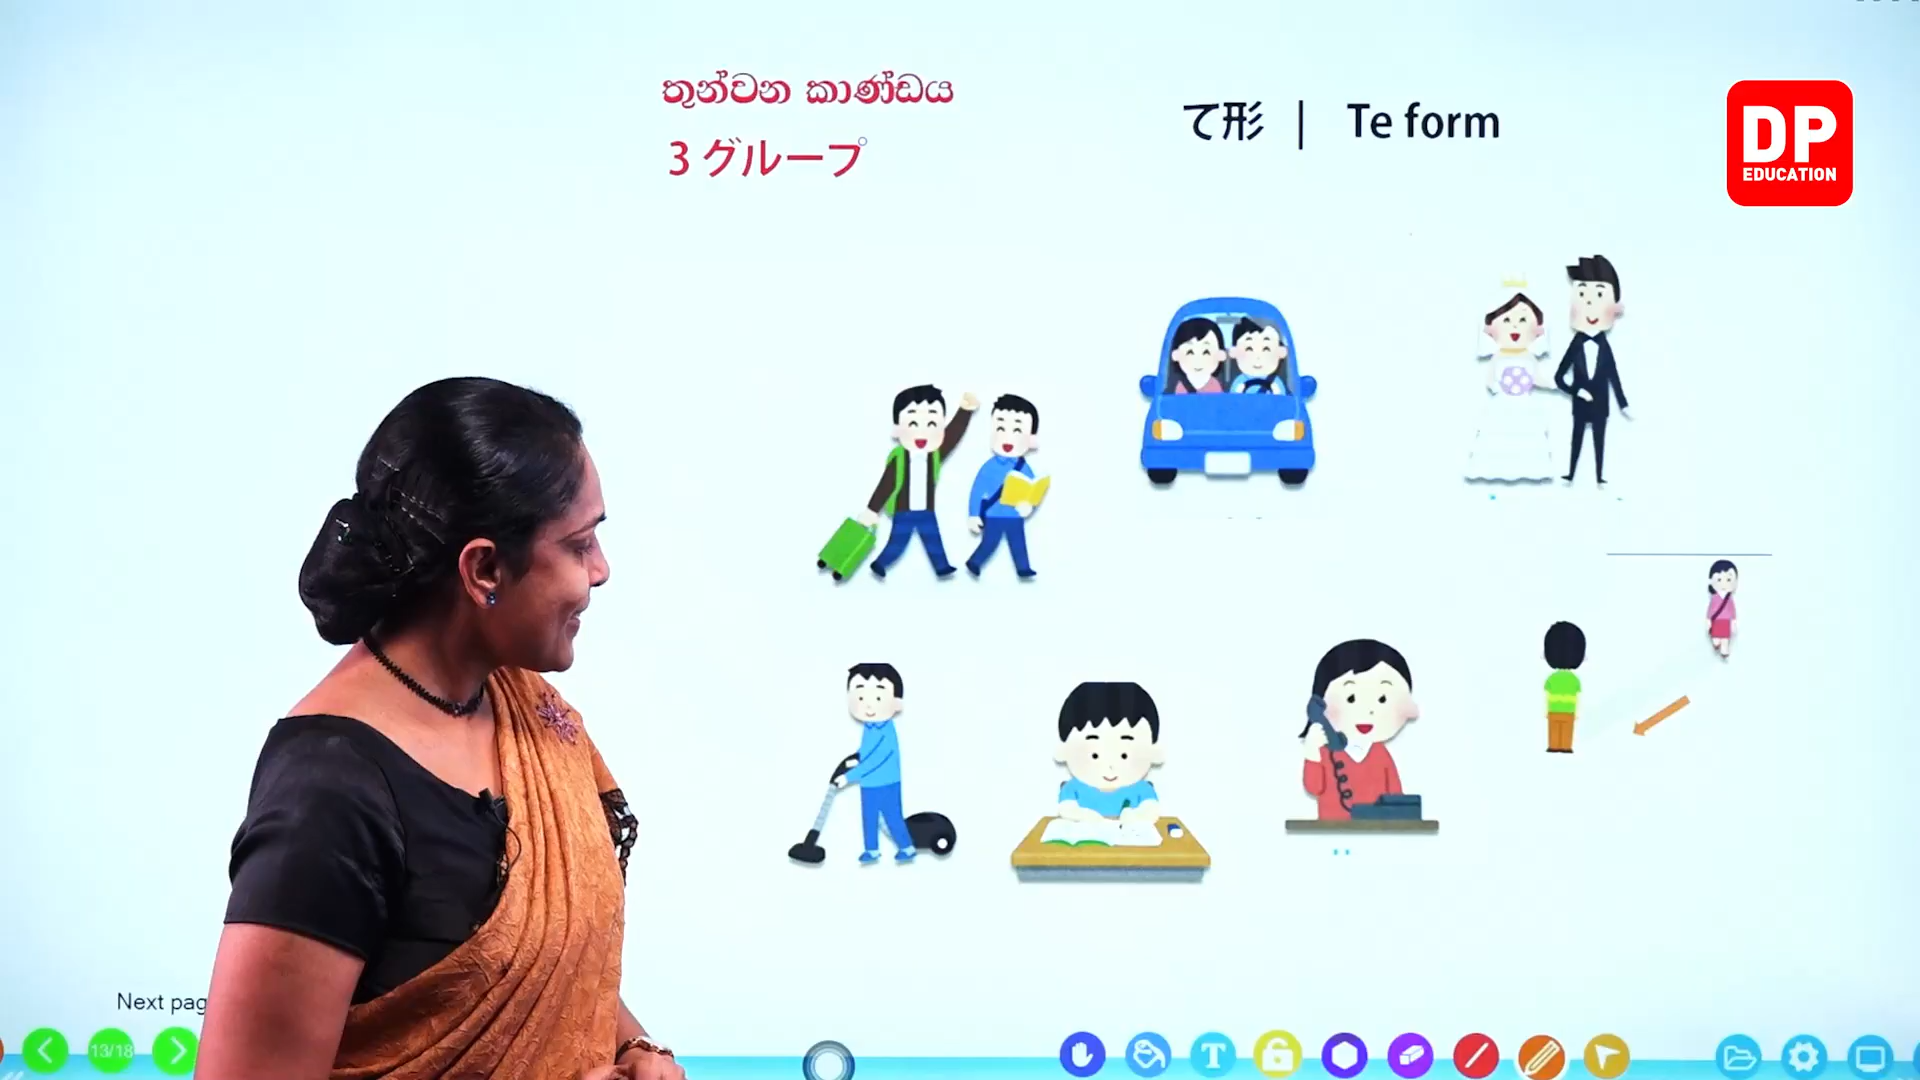 තුන්වන කාණ්ඩය
3 グループ
て形 | Te form
DP
EDUCATION
Next pag
13/18
T